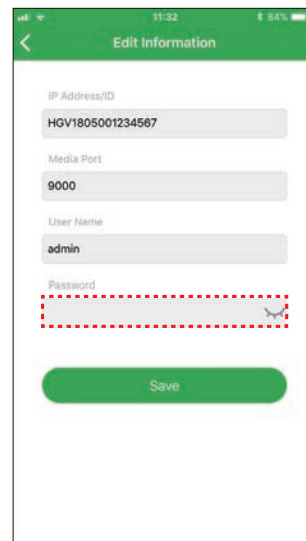 11:32 84%
Edit Information
IP Address/ID
HGV1805001234567
Media Port
9000
User Name
admin
Password
Save